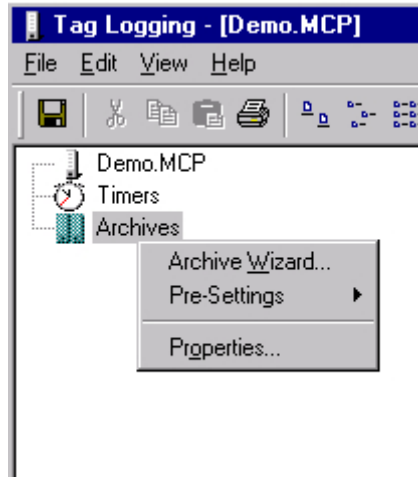 Tag Logging - [Demo.MCP]
File Edit View Help
Demo.MCP
Timers
Archives
Archive Wizard...
Pre-Settings
Properties...